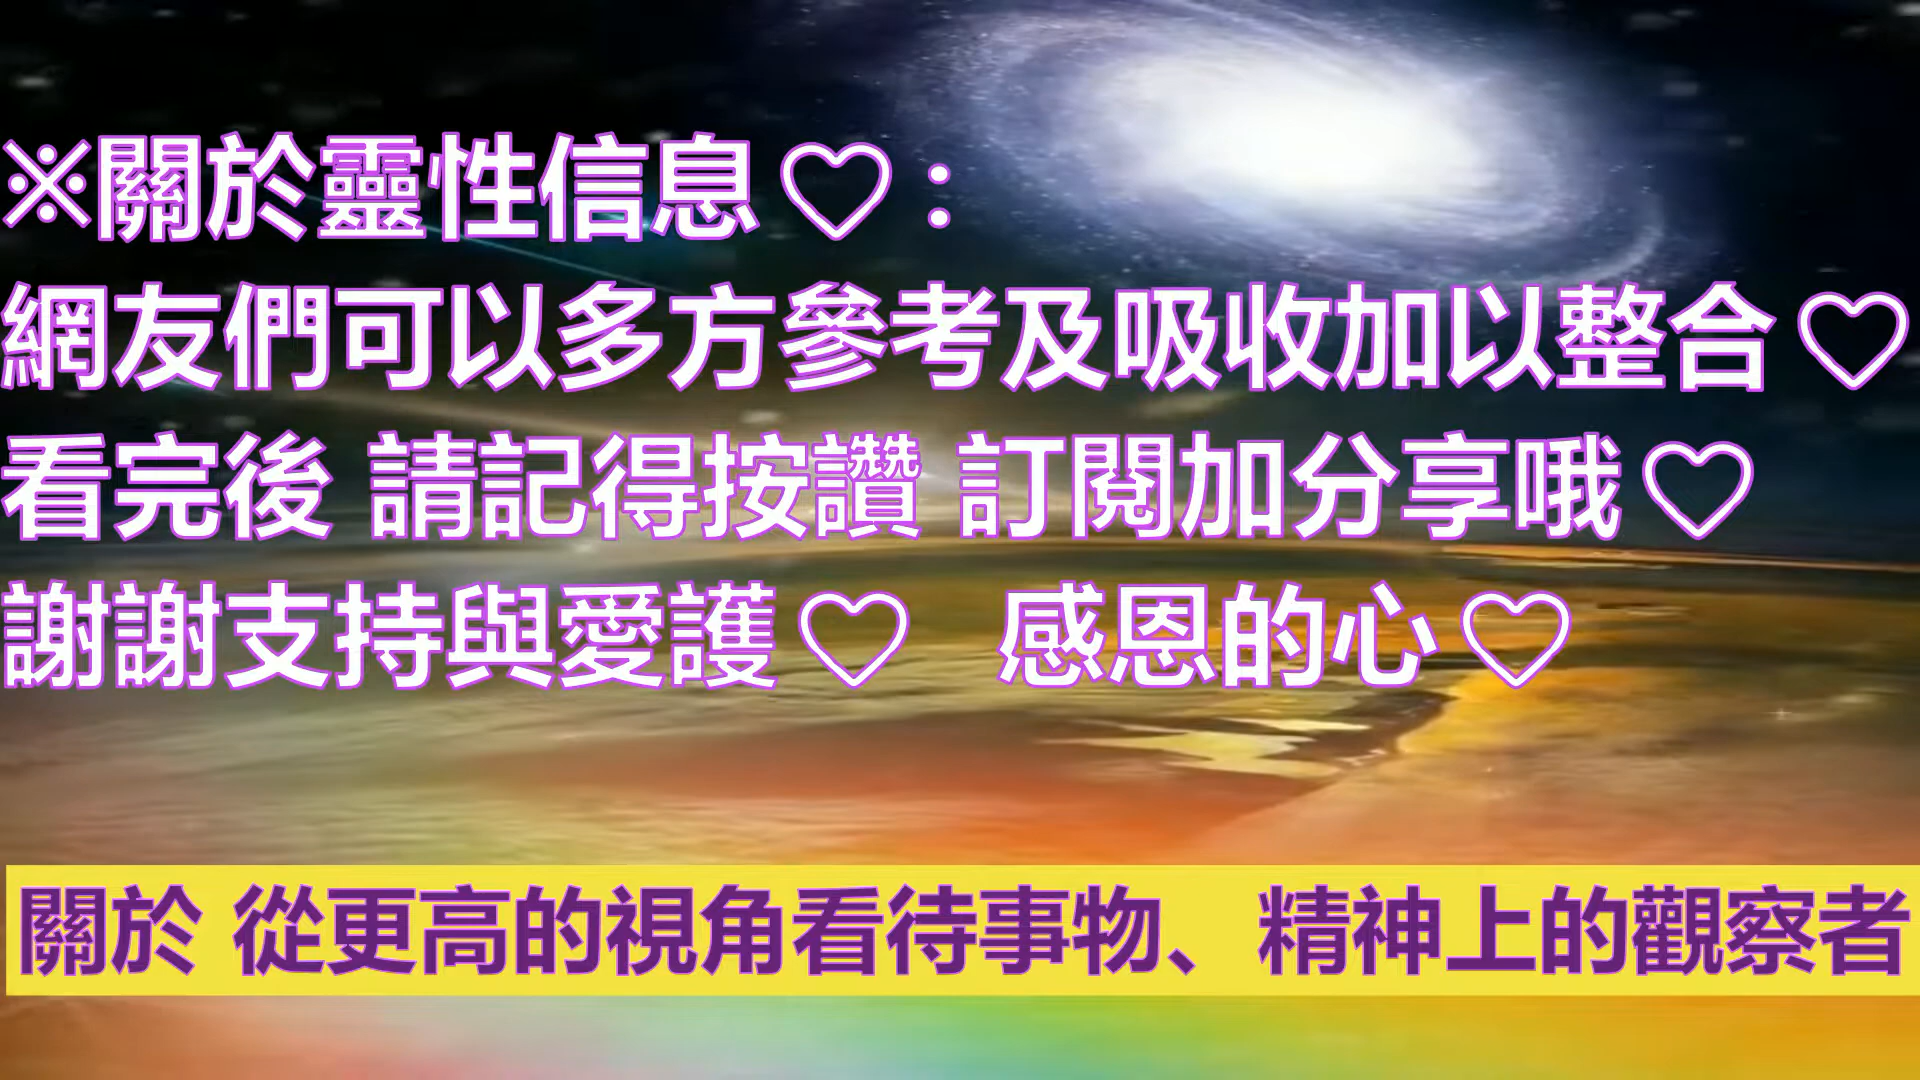 ※關於靈性信息♡：
網友們可以多方參考及吸收加以整合♡
看完後 請記得按讚 訂閱加分享哦♡
謝謝支持與愛護♡ 感恩的心♡
關於 從更高的視角看待事物、精神上的觀察者